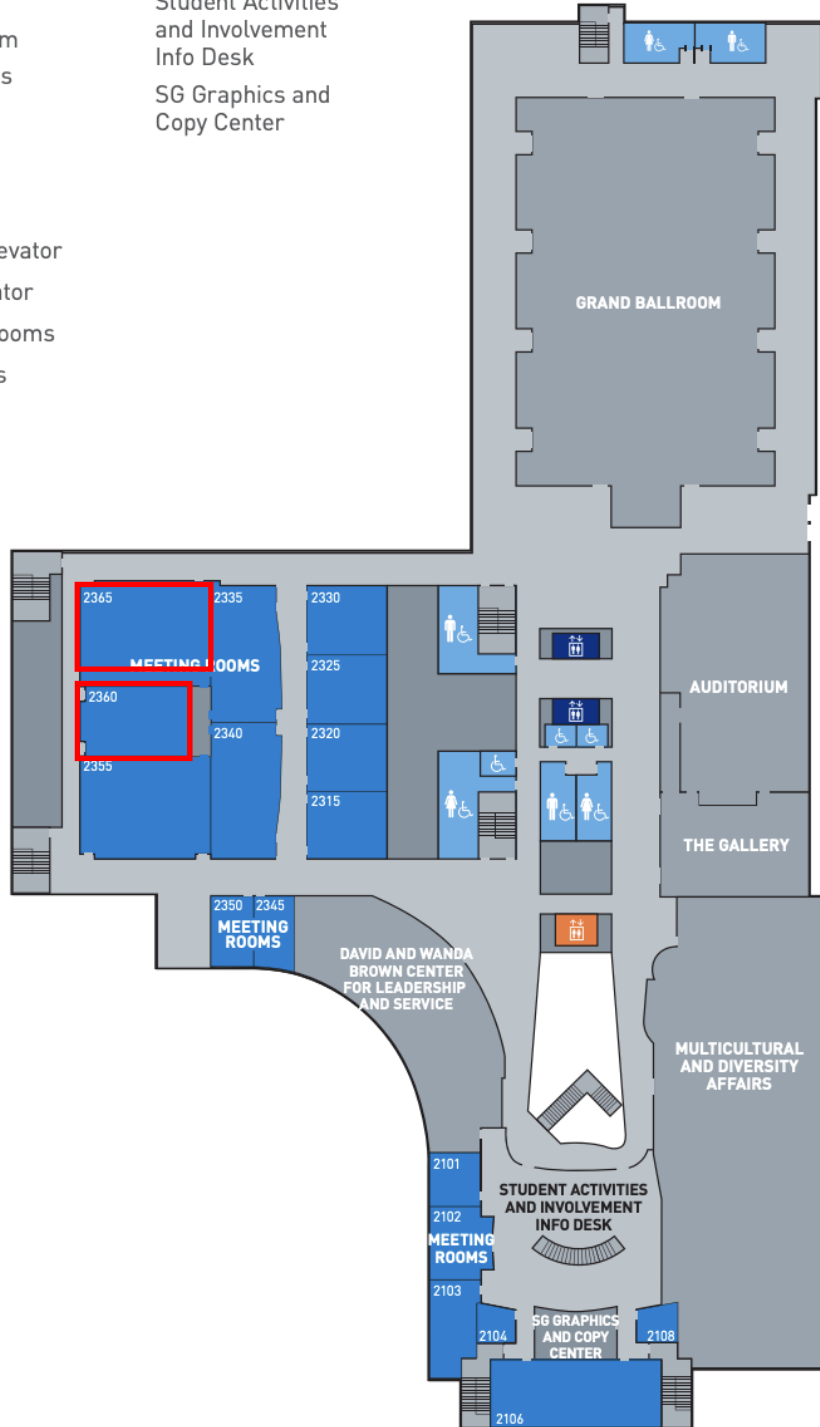 Student Activities
and Involvement
Info Desk
SG Graphics and
Copy Center
GRAND BALLROOM
2365
2335
2330
MEETING ROOMS
2325
2360
2340
2320
2355
2315
AUDITORIUM
THE GALLERY
2350
2345
MEETING
ROOMS
DAVID AND WANDA
BROWN CENTER
FOR LEADERSHIP
AND SERVICE
MULTICULTURAL
AND DIVERSITY
AFFAIRS
2101
2102
MEETING
ROOMS
2103
STUDENT ACTIVITIES
AND INVOLVEMENT
INFO DESK
2104
SG GRAPHICS
AND COPY
CENTER
2108
2106